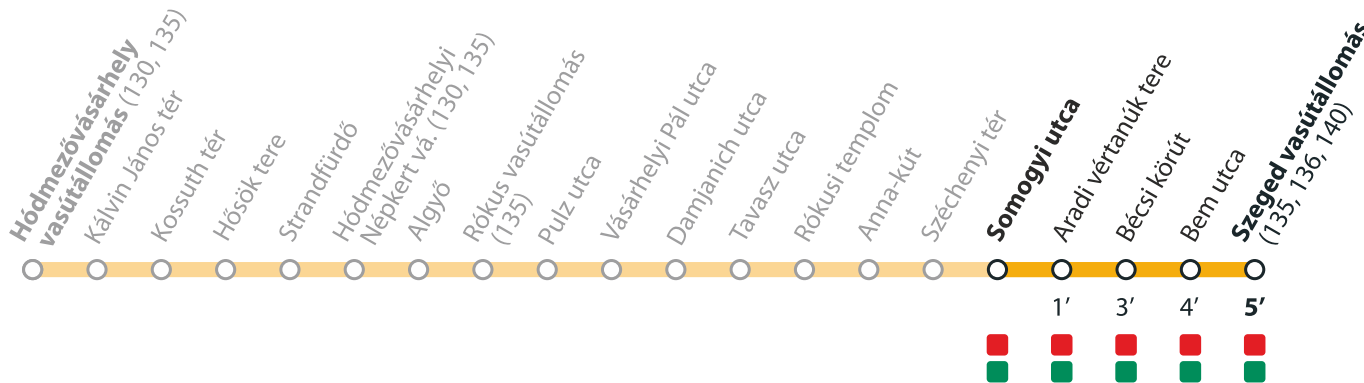 Hódmezővásárhely
vasútállomás (130, 135)
Kálvin János tér
Kossuth tér
Hősök tere
Strandfürdő
Hódmezővásárhelyi
Népkert vá. (130, 135)
Algyő
Rókus vasútállomás
(135)
Pulz utca
Vásárhelyi Pál utca
Damjanich utca
Tavasz utca
Rókusi templom
Anna-kút
Széchenyi tér
Somogyi utca
Aradi vértanúk tere
Bécsi körút
Bem utca
Szeged vasútállomás
(135, 136, 140)
1’ 3’ 4’ 5’